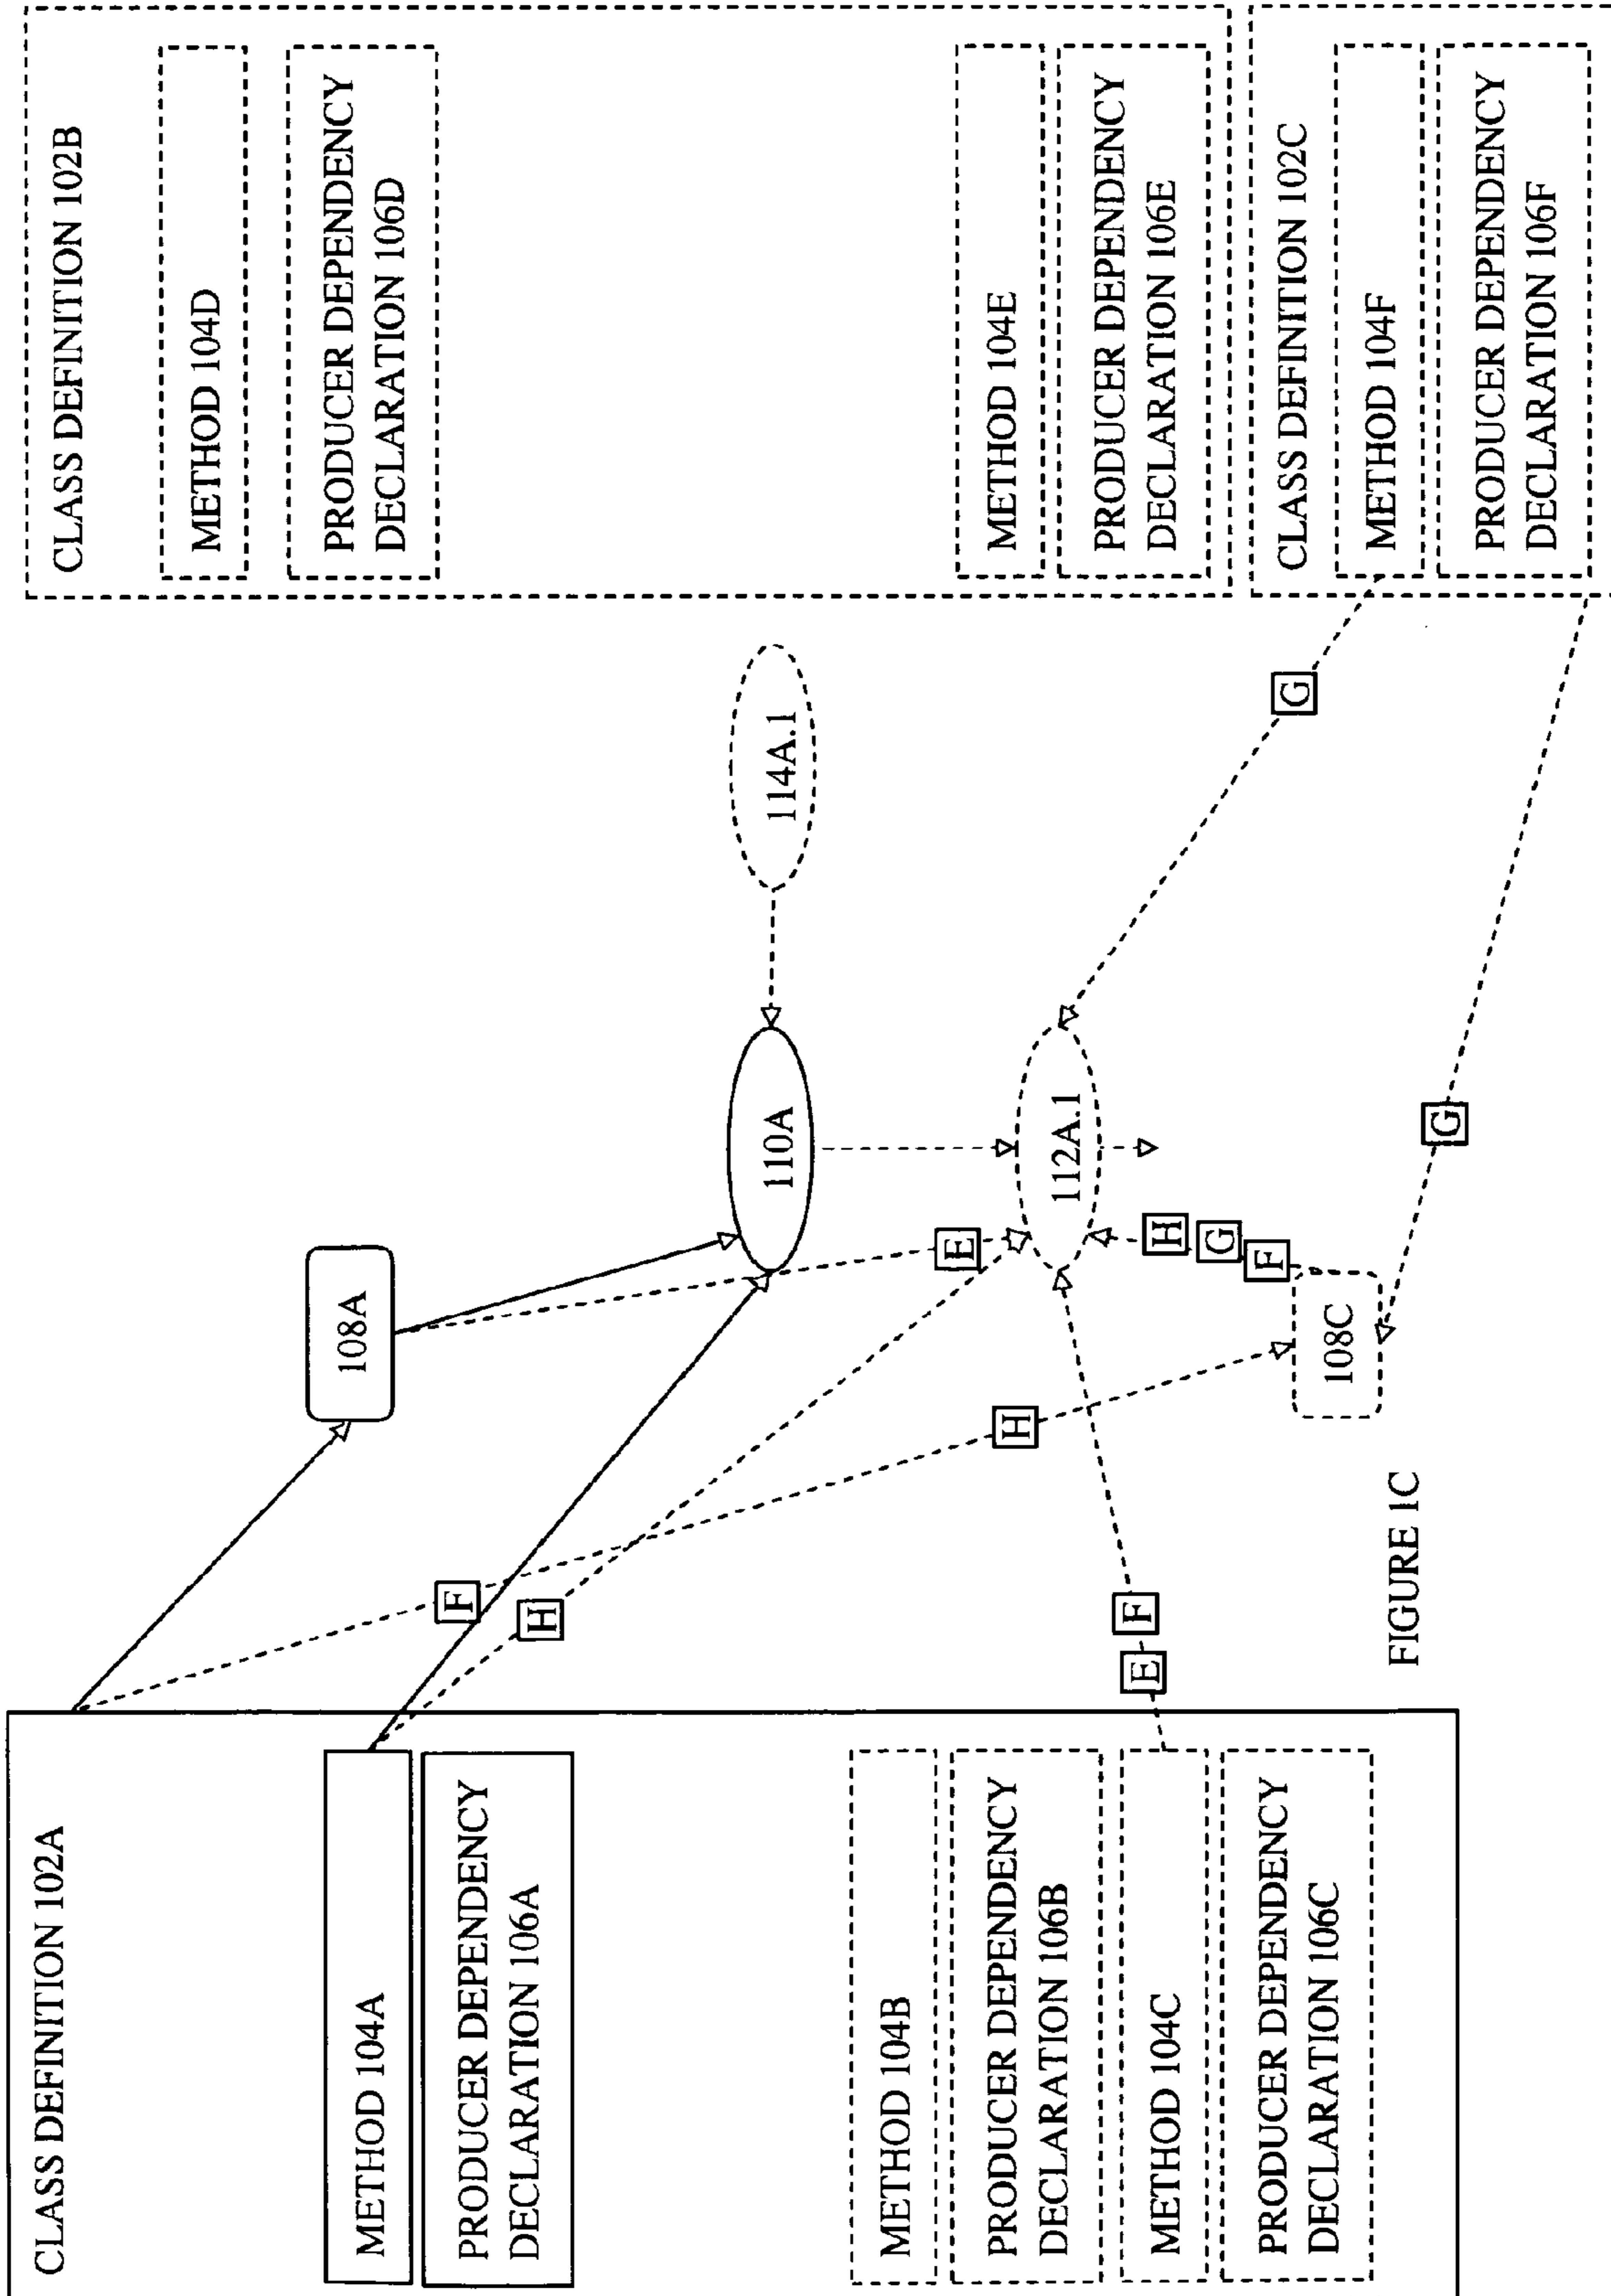 CLASS DEFINITION 102A
METHOD 104A
PRODUCER DEPENDENCY
DECLARATION 106A
METHOD 104B
PRODUCER DEPENDENCY
DECLARATION 106B
METHOD 104C
PRODUCER DEPENDENCY
DECLARATION 106C
108A
F
H
H
E
F
110A
E
112A.1
H
G
F
108C
114A.1
G
G
CLASS DEFINITION 102B
METHOD 104D
PRODUCER DEPENDENCY
DECLARATION 106D
METHOD 104E
PRODUCER DEPENDENCY
DECLARATION 106E
CLASS DEFINITION 102C
METHOD 104F
PRODUCER DEPENDENCY
DECLARATION 106F
FIGURE 1C